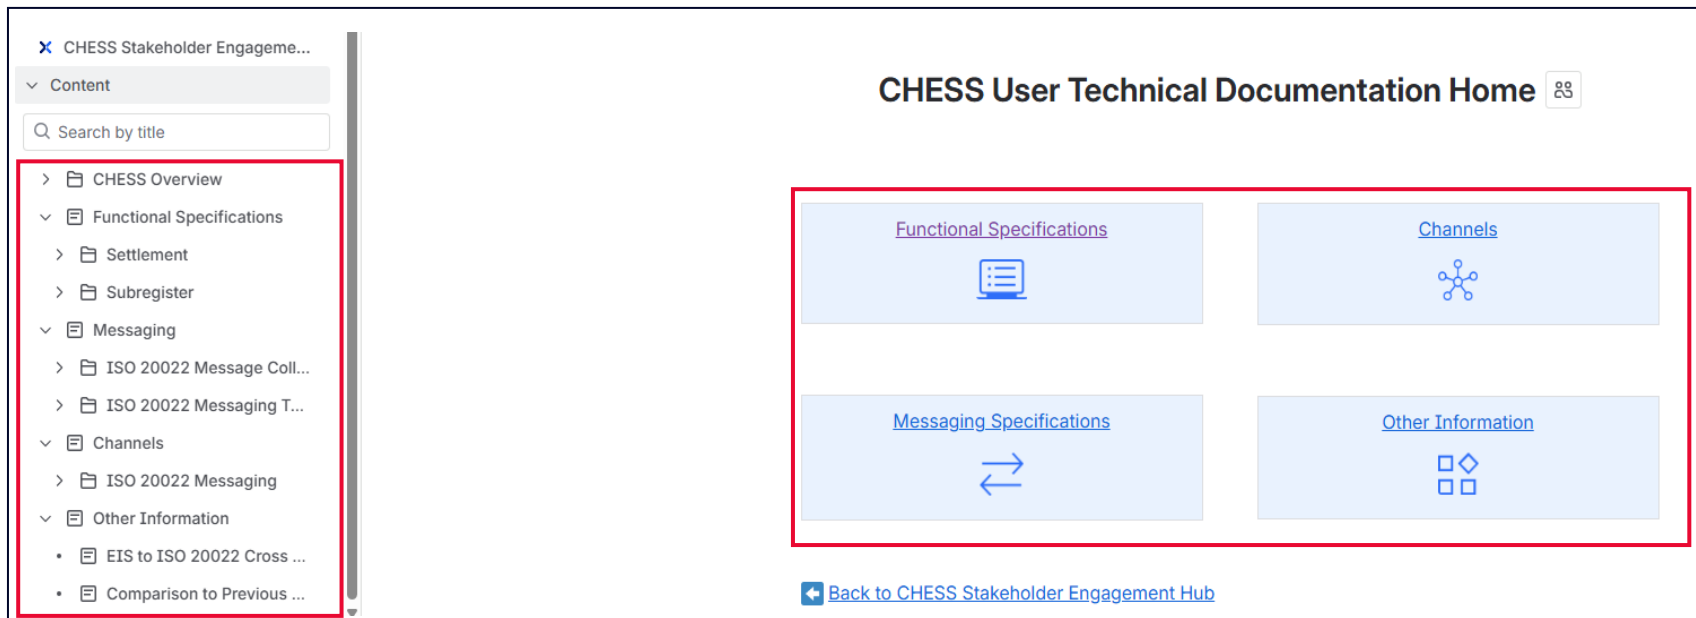 CHESS Stakeholder Engageme...
Content
Search by title
CHESS Overview
Functional Specifications
Settlement
Subregister
Messaging
ISO 20022 Message Coll...
ISO 20022 Messaging T...
Channels
ISO 20022 Messaging
Other Information
EIS to ISO 20022 Cross ...
Comparison to Previous ...
CHESS User Technical Documentation Home
Functional Specifications
Channels
Messaging Specifications
Other Information
Back to CHESS Stakeholder Engagement Hub